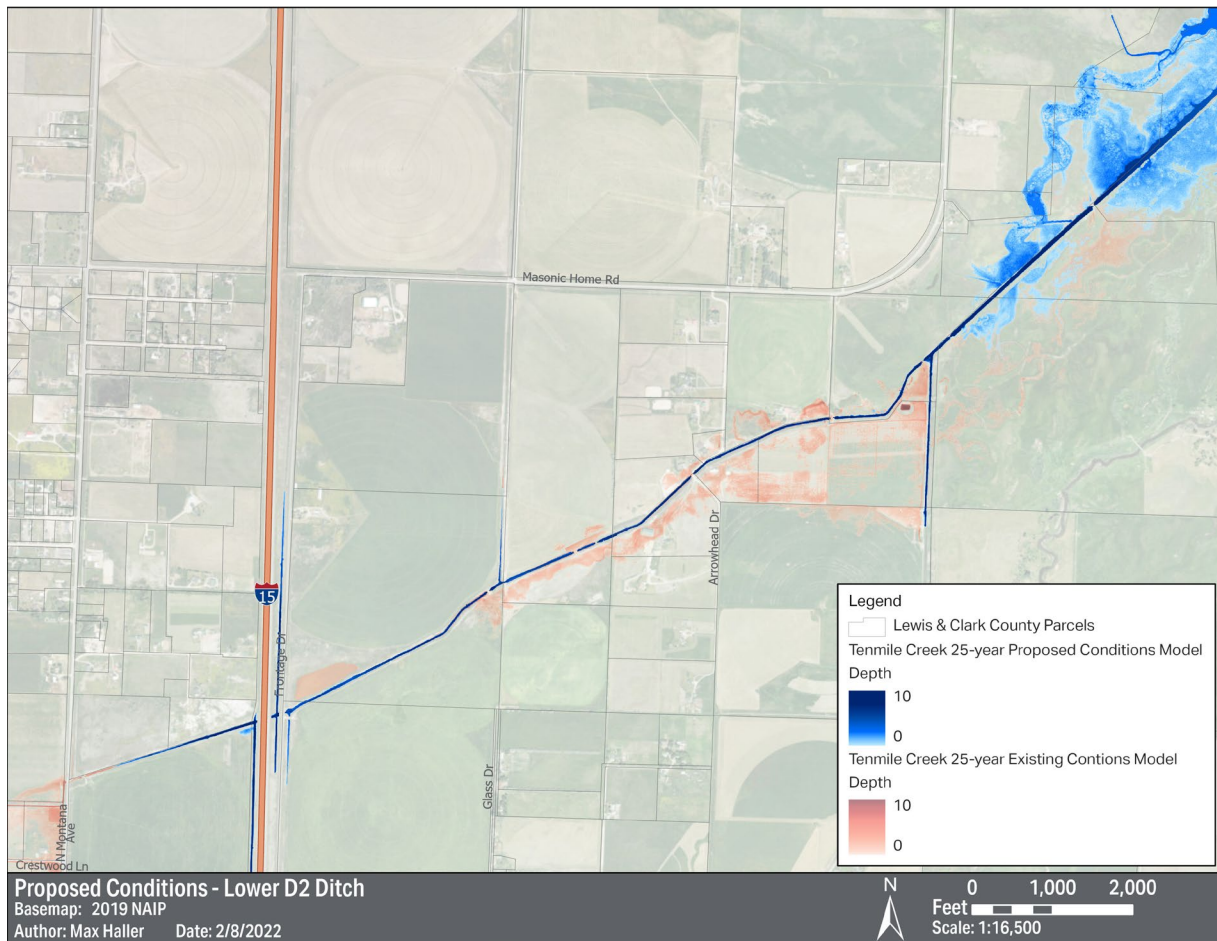 Masonic Home Rd
Arrowhead Dr
15
Frontage Dr
Glass Dr
N Montana
Ave
Crestwood Ln
Legend
Lewis & Clark County Parcels
Tenmile Creek 25-year Proposed Conditions Model
Depth
10
0
Tenmile Creek 25-year Existing Contions Model
Depth
10
0
Proposed Conditions - Lower D2 Ditch
Basemap: 2019 NAIP
Author: Max Haller Date: 2/8/2022
N
0 1,000 2,000
Feet
Scale: 1:16,500